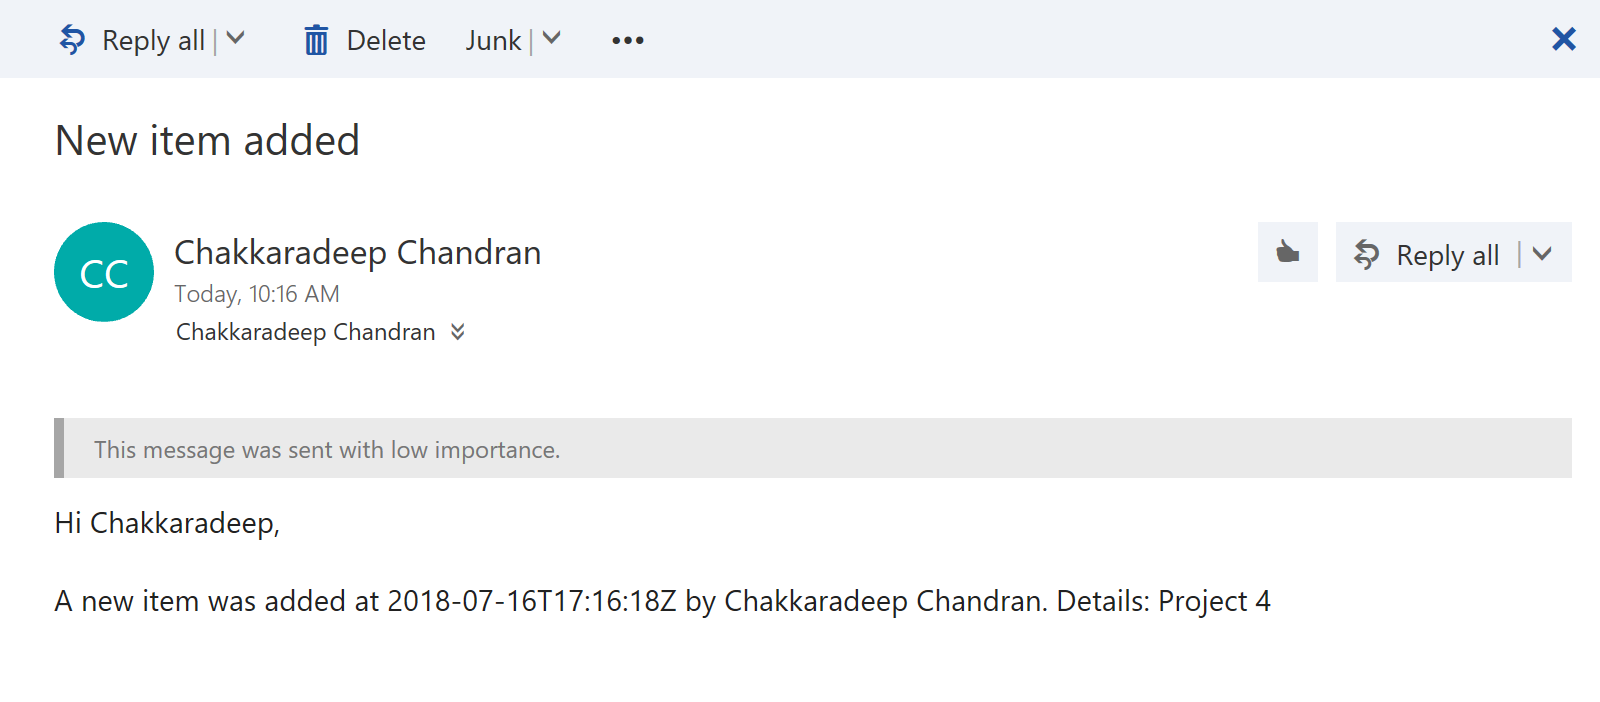 Reply all | Delete Junk |
New item added
CC
Chakkaradeep Chandran
Today, 10:16 AM
Chakkaradeep Chandran
Reply all |
This message was sent with low importance.
Hi Chakkaradeep,
A new item was added at 2018-07-16T17:16:18Z by Chakkaradeep Chandran. Details: Project 4